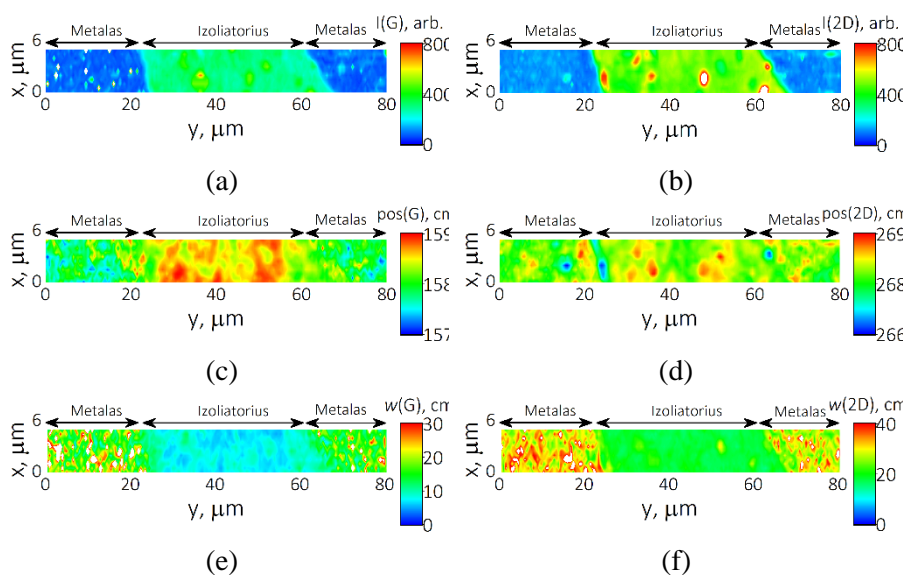 I(G), arb.
Metalas Izoliatorius Metalas
x, μm
6
0
0 20 40 60 80
y, μm
800
400
0
(a)
I(2D), arb.
Metalas Izoliatorius Metalas
x, μm
6
0
0 20 40 60 80
y, μm
800
400
0
(b)
pos(G), cm
Metalas Izoliatorius Metalas
x, μm
6
0
0 20 40 60 80
y, μm
159
158
157
(c)
pos(2D), cm
Metalas Izoliatorius Metalas
x, μm
6
0
0 20 40 60 80
y, μm
269
268
266
(d)
w(G), cm
Metalas Izoliatorius Metalas
x, μm
6
0
0 20 40 60 80
y, μm
30
20
10
0
(e)
w(2D), cm
Metalas Izoliatorius Metalas
x, μm
6
0
0 20 40 60 80
y, μm
40
20
0
(f)